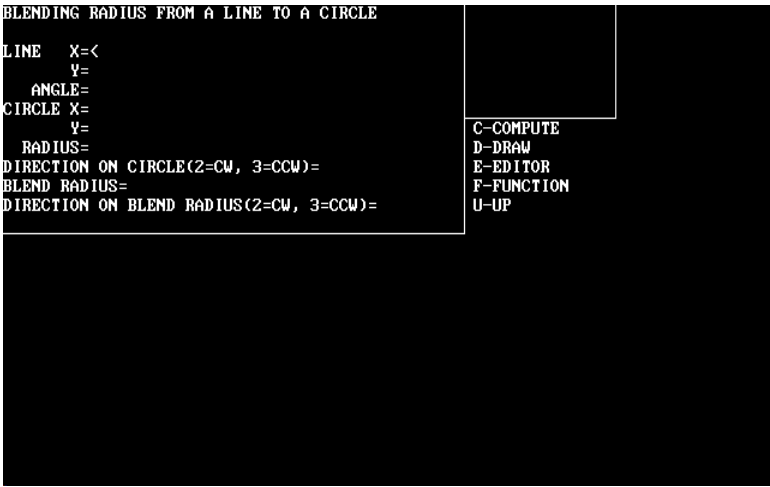 BLENDING RADIUS FROM A LINE TO A CIRCLE
LINE   X=<
       Y=
   ANGLE=
CIRCLE X=
       Y=
  RADIUS=
DIRECTION ON CIRCLE(2=CW, 3=CCW)=
BLEND RADIUS=
DIRECTION ON BLEND RADIUS(2=CW, 3=CCW)=
C-COMPUTE
D-DRAW
E-EDITOR
F-FUNCTION
U-UP